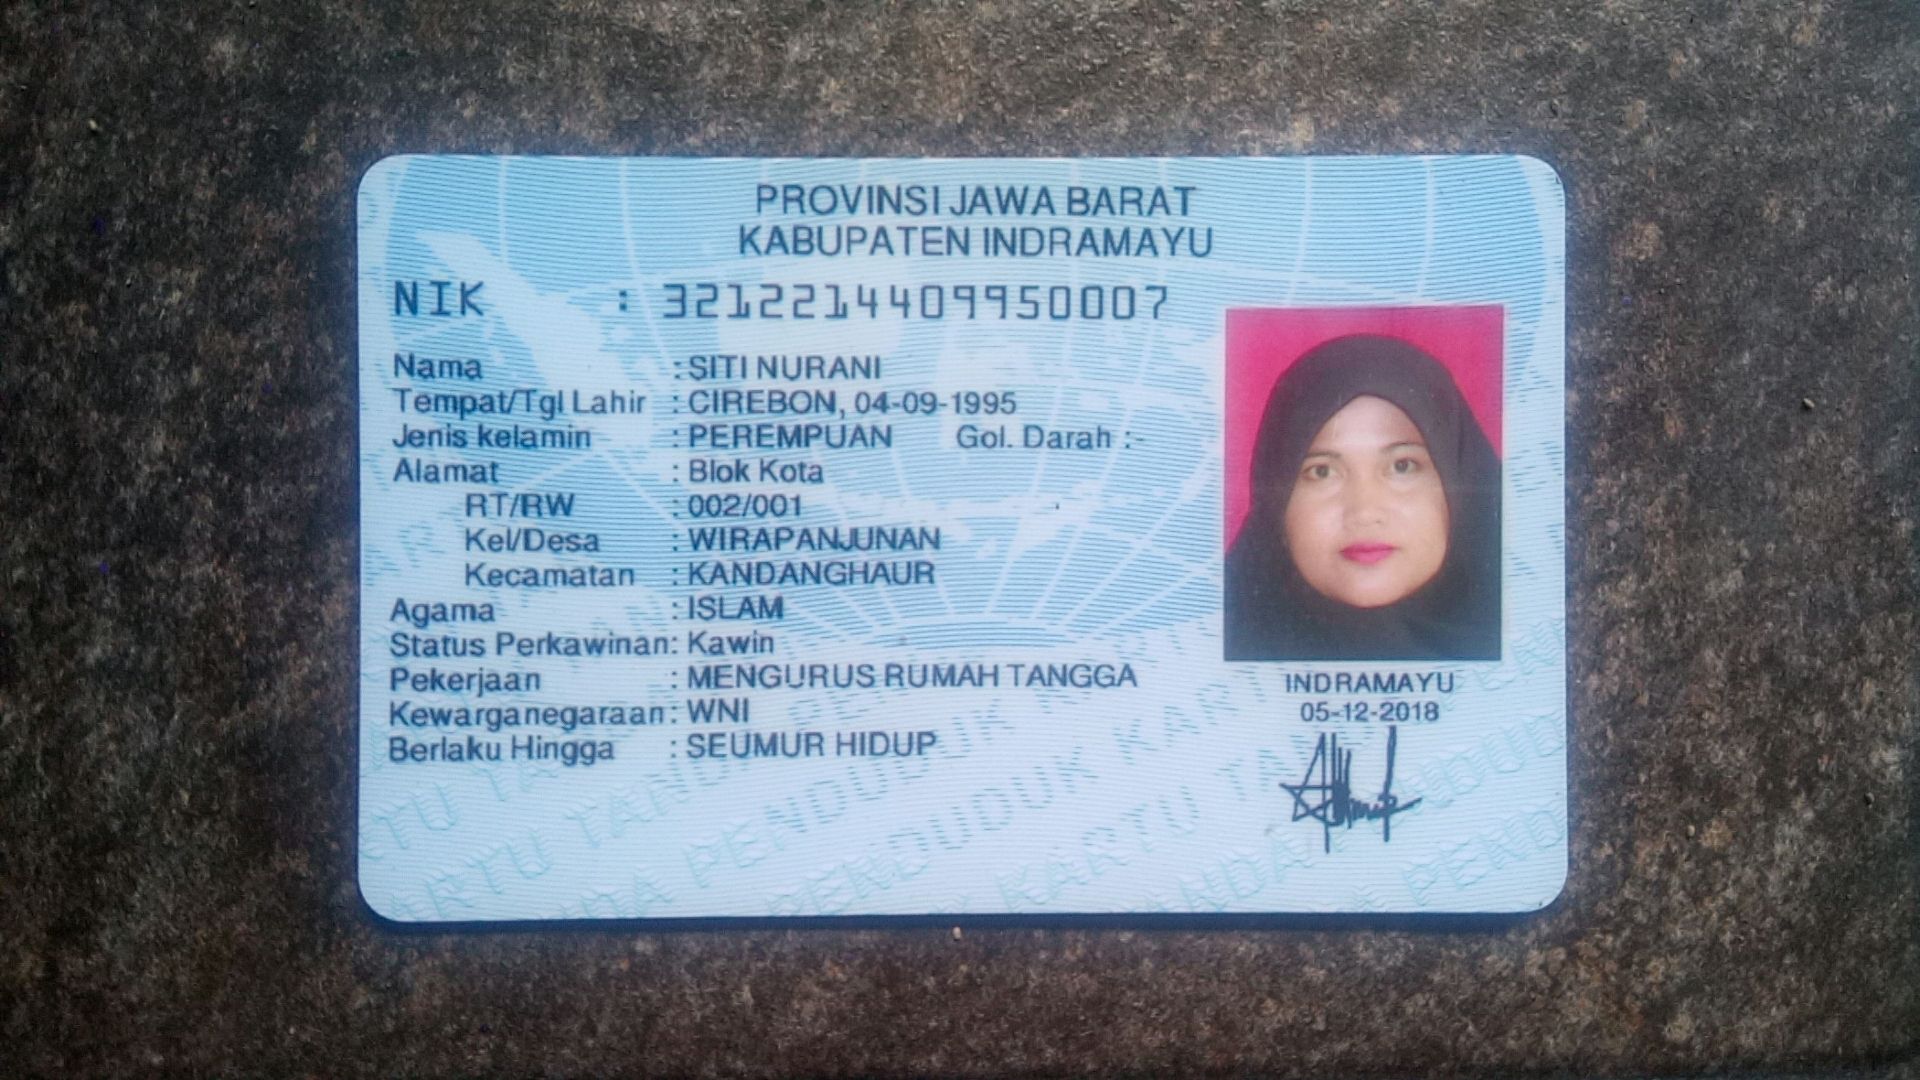 PROVINSI JAWA BARAT
KABUPATEN INDRAMAYU
NIK : 3212214409950007
Nama : SITI NURANI
Tempat/Tgl Lahir : CIREBON, 04-09-1995
Jenis kelamin : PEREMPUAN Gol. Darah :-
Alamat : Blok Kota
RT/RW : 002/001
Kel/Desa : WIRAPANJUNAN
Kecamatan : KANDANGHAUR
Agama : ISLAM
Status Perkawinan: Kawin
Pekerjaan : MENGURUS RUMAH TANGGA
Kewarganegaraan: WNI
Berlaku Hingga : SEUMUR HIDUP
INDRAMAYU
05-12-2018